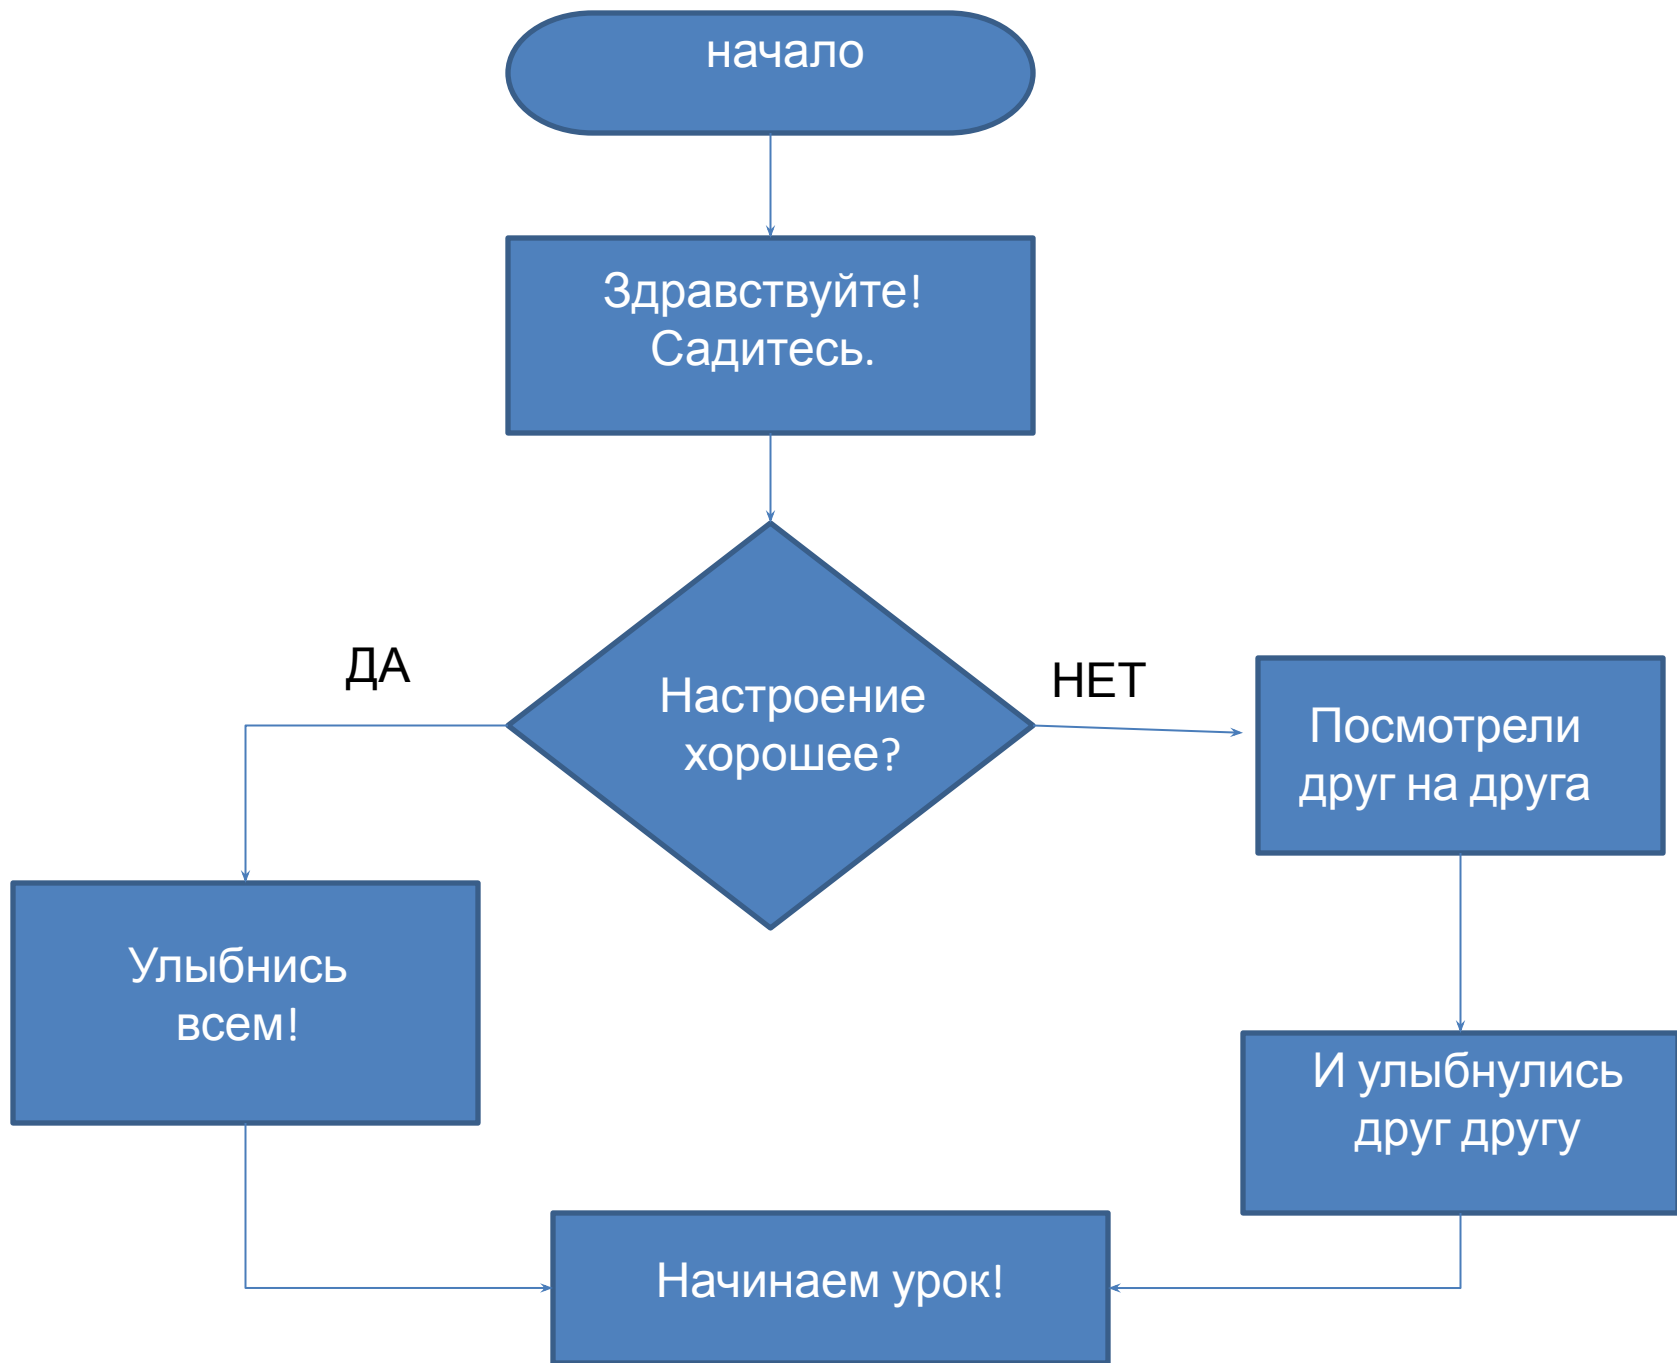 начало
Здравствуйте!
Садитесь.
ДА
Настроение
хорошее?
НЕТ
Посмотрели
друг на друга
Улыбнись
всем!
И улыбнулись
друг другу
Начинаем урок!